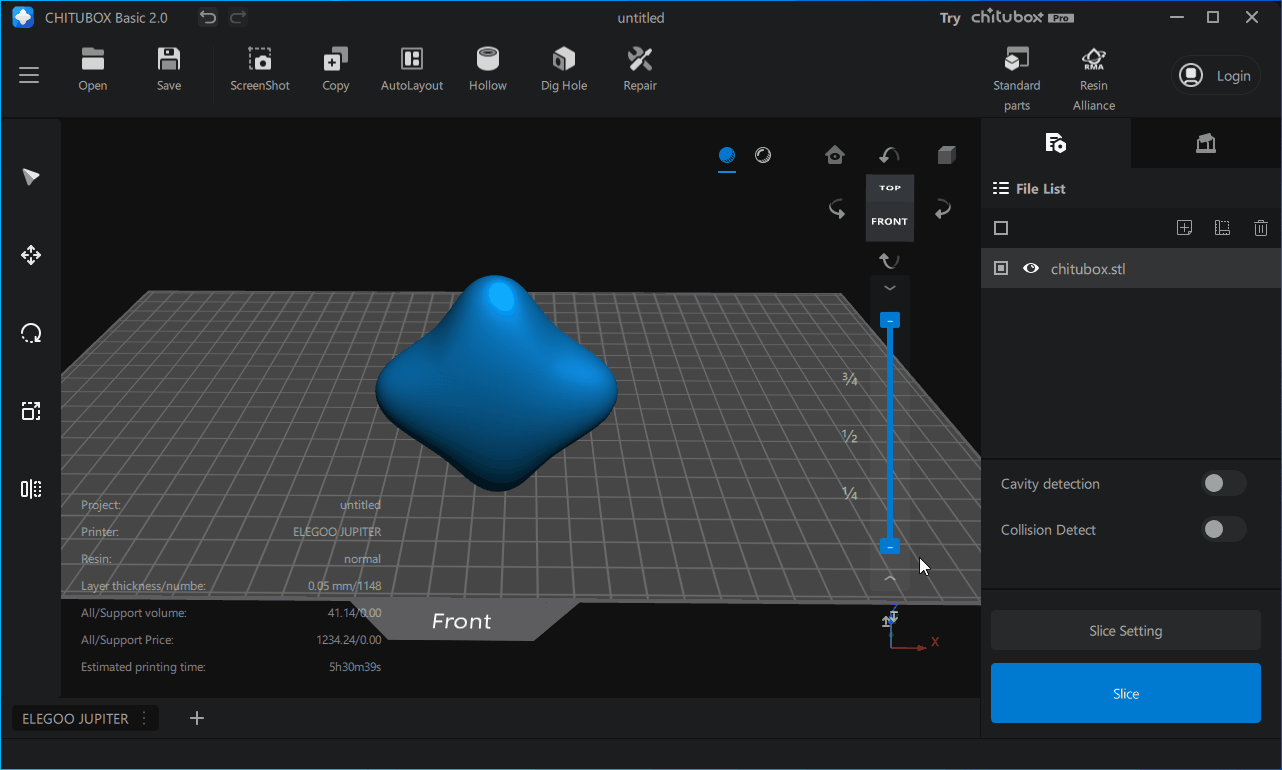 CHITUBOX Basic 2.0
untitled
Try chitubox Pro
Open
Save
ScreenShot
Copy
AutoLayout
Hollow
Dig Hole
Repair
Standard
parts
RMA
Resin
Alliance
Login
TOP
FRONT
File List
chitubox.stl
3/4
1/2
1/4
Cavity detection
Collision Detect
Project: untitled
Printer: ELEGOO JUPITER
Resin: normal
Layer thickness/numbe: 0.05 mm/1148
All/Support volume: 41.14/0.00
All/Support Price: 1234.24/0.00
Estimated printing time: 5h30m39s
Front
Z
X
Slice Setting
Slice
ELEGOO JUPITER